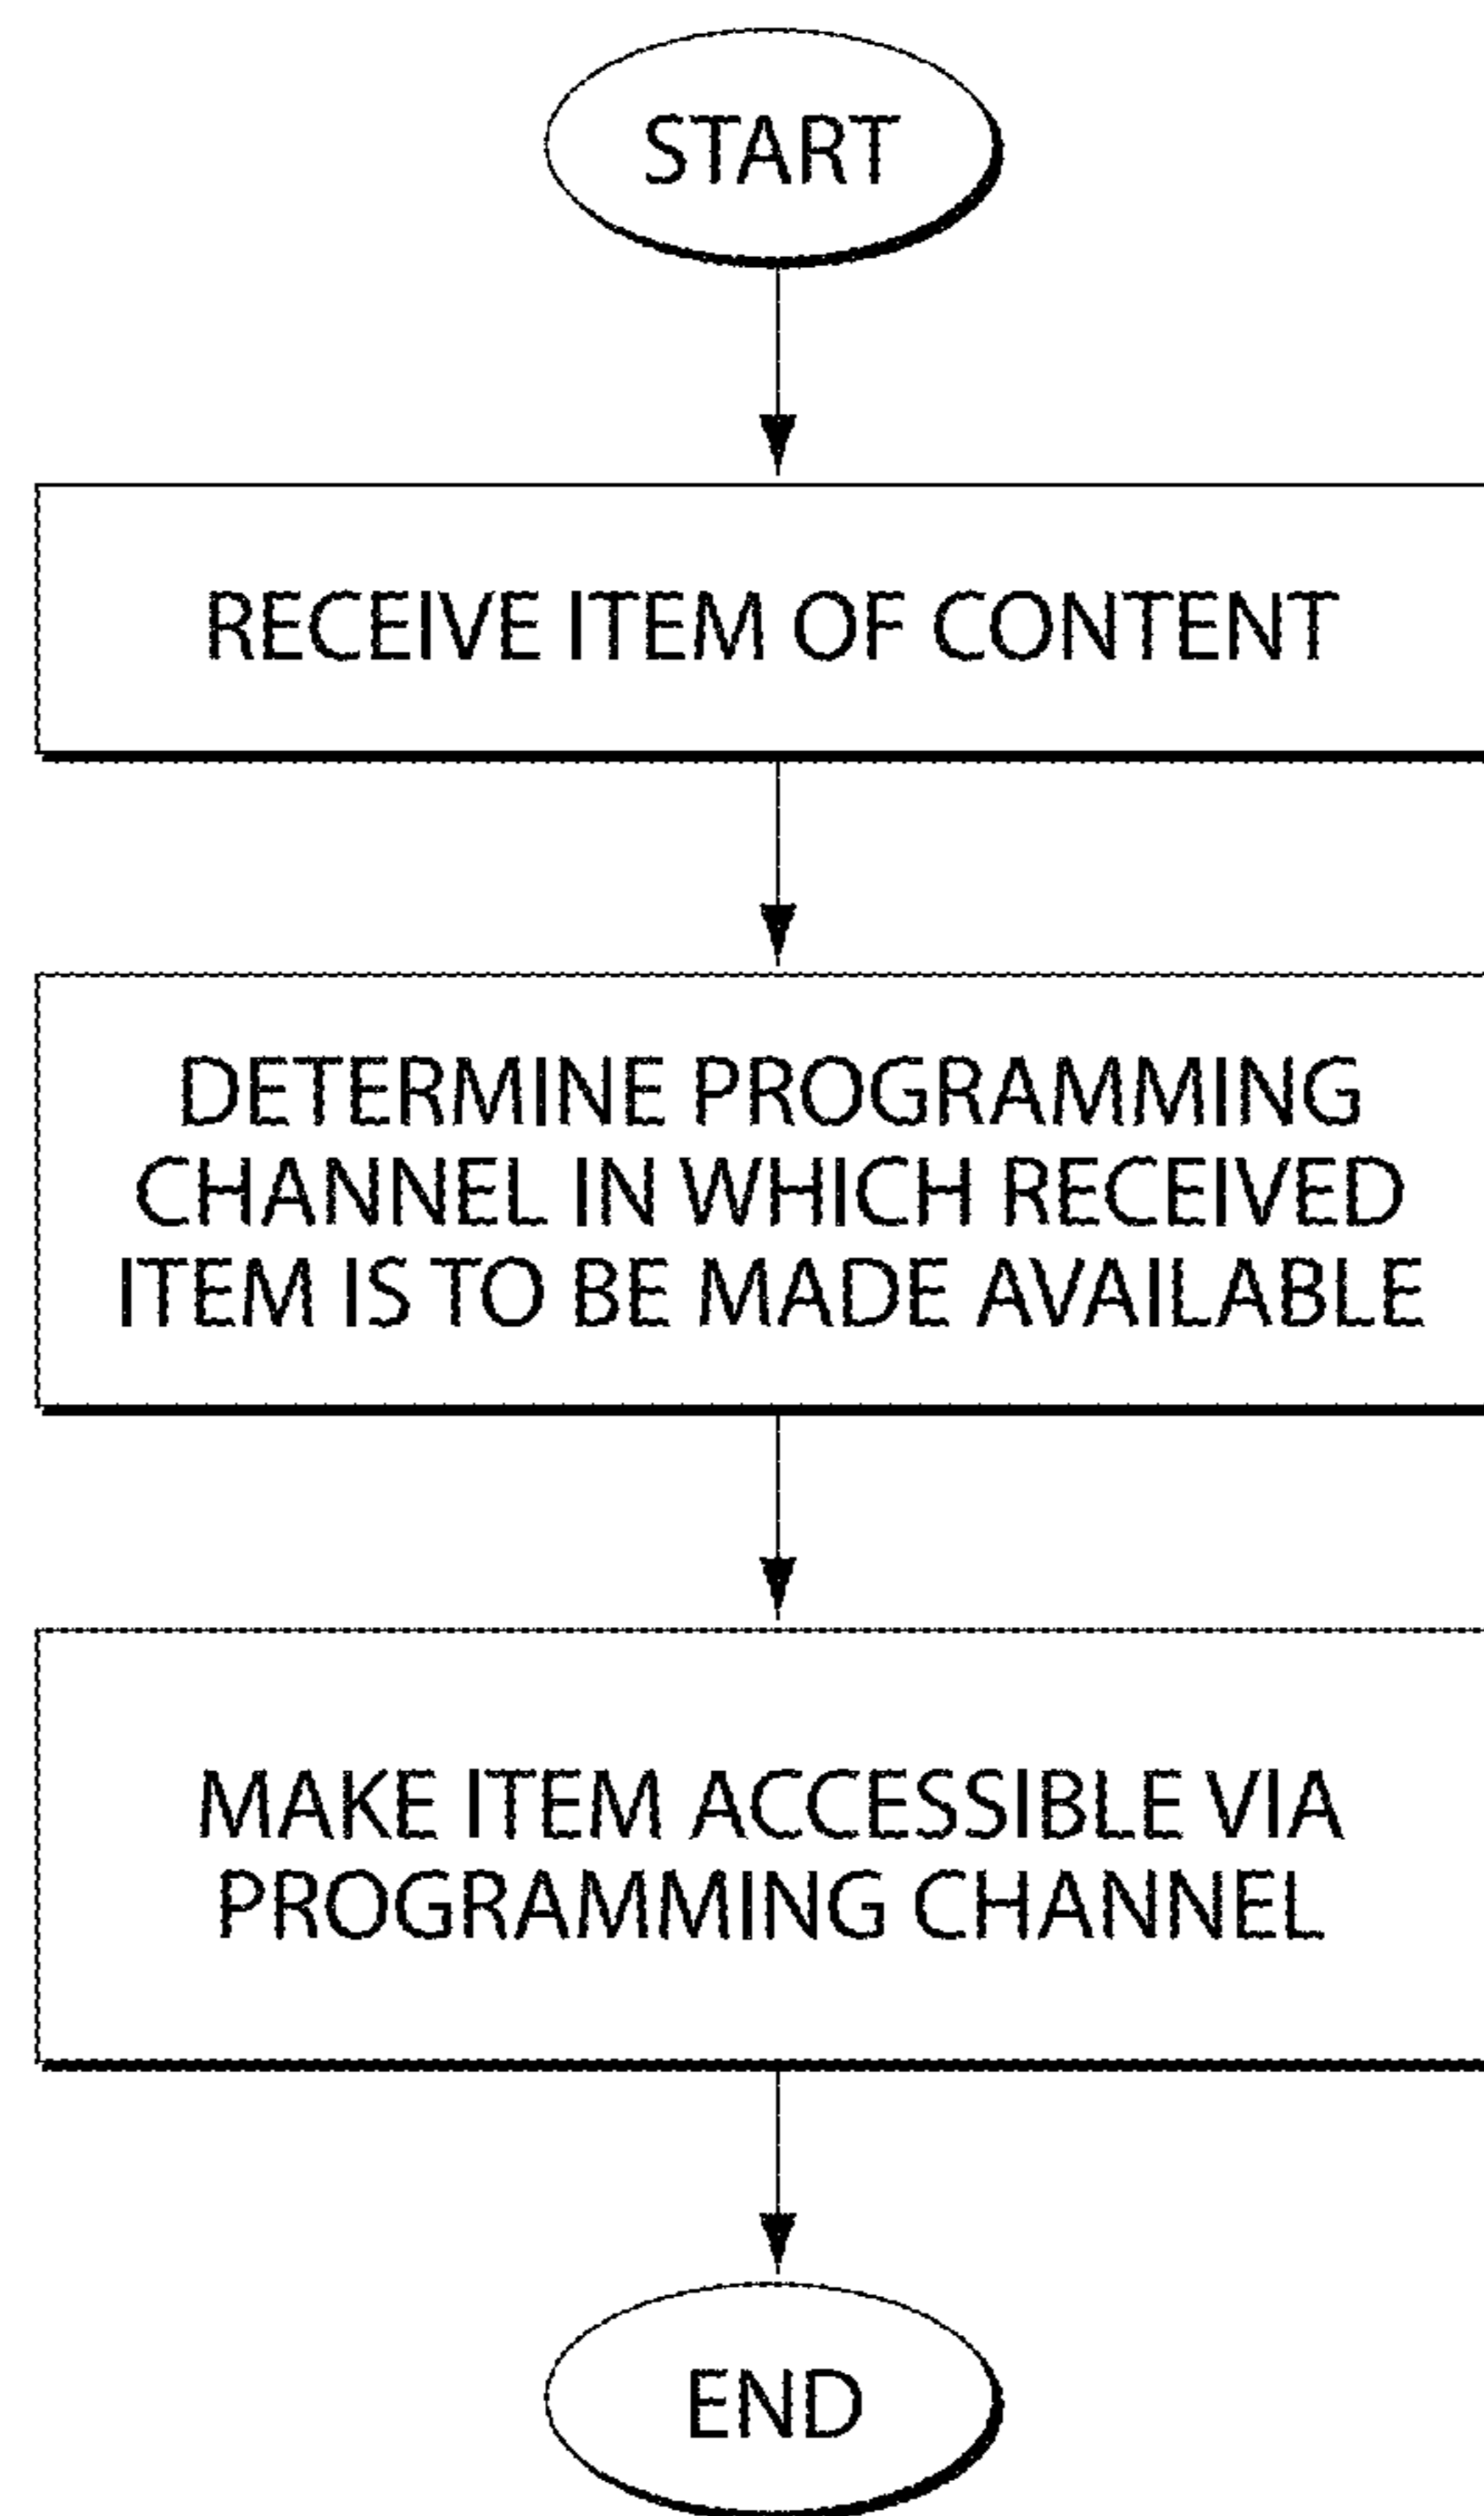 START
RECEIVE ITEM OF CONTENT
DETERMINE PROGRAMMING
CHANNEL IN WHICH RECEIVED
ITEM IS TO BE MADE AVAILABLE
MAKE ITEM ACCESSIBLE VIA
PROGRAMMING CHANNEL
END